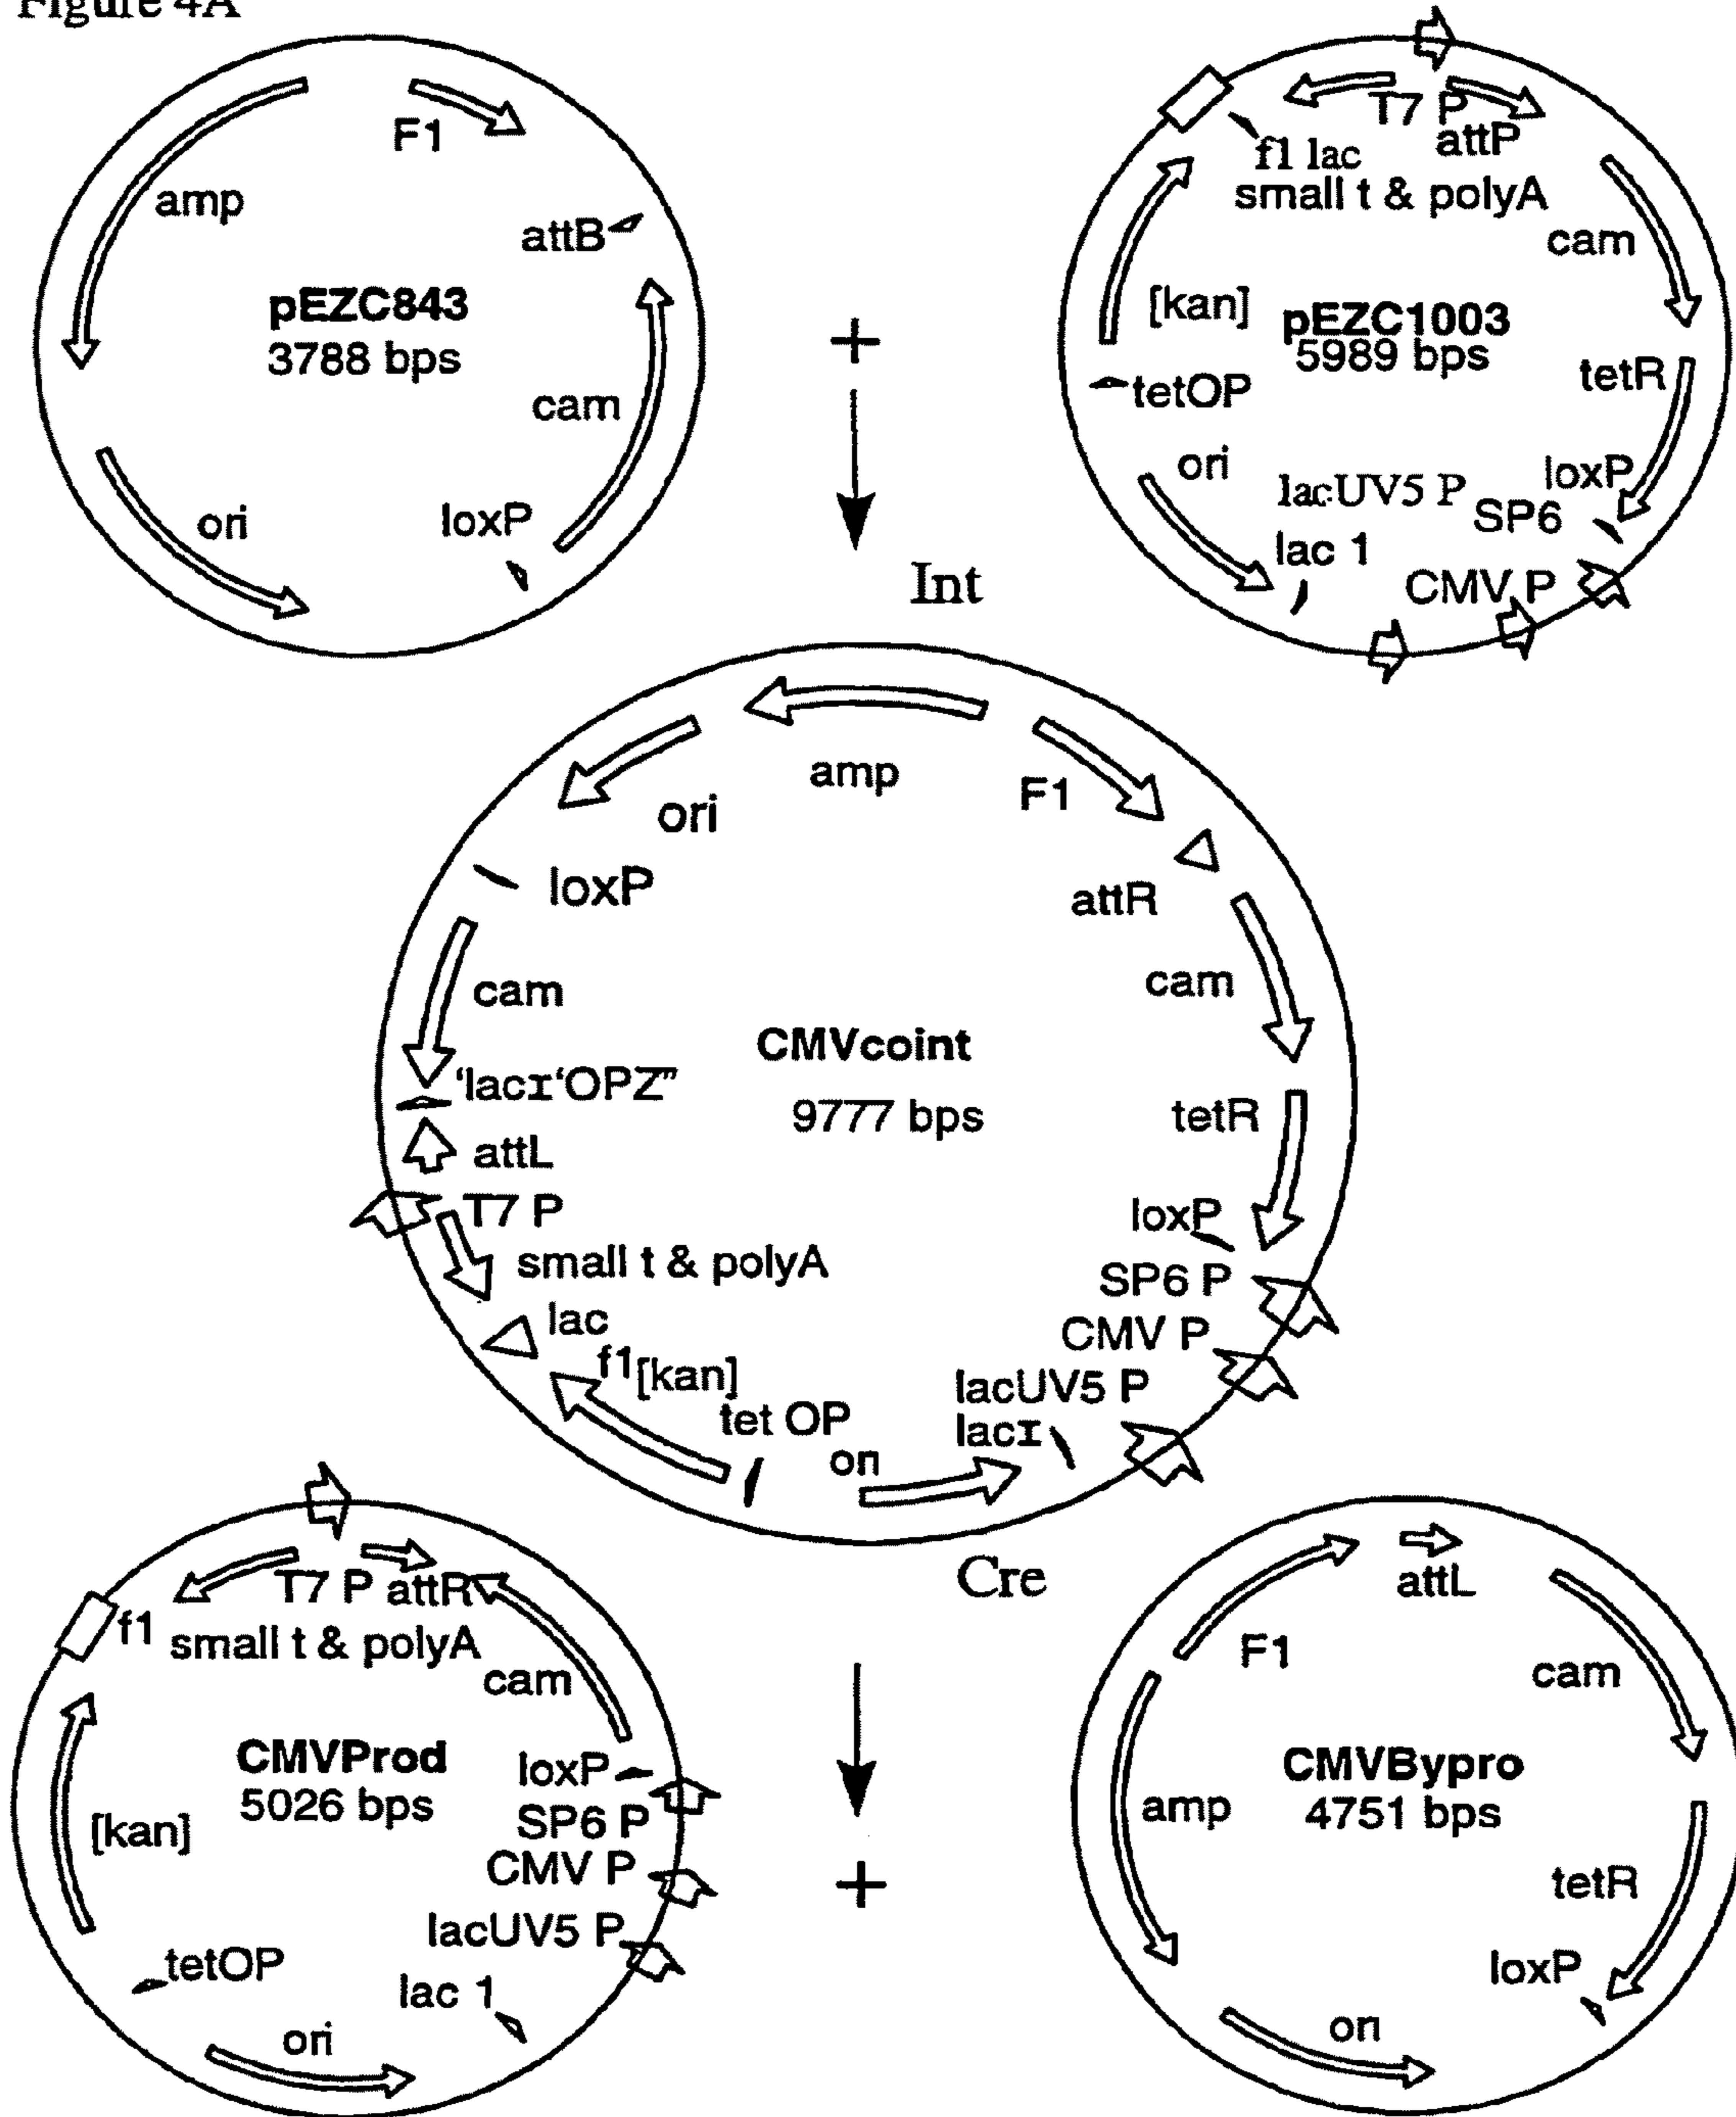 Figure 4A
F1
amp
attB
pEZC843
3788 bps
cam
ori
loxP
+
Int
T7 P
attP
f1 lac
small t & polyA
cam
[kan]
pEZC1003
5989 bps
tetR
tetOP
ori
loxP
lacUV5 P
SP6
lac 1
CMV P
amp
F1
ori
loxP
attR
cam
cam
CMVcoint
9777 bps
'lacI'OPZ"
tetR
attL
T7 P
loxP
small t & polyA
SP6 P
lac
CMV P
f1
[kan]
lacUV5 P
tet OP
lacI
ori
Cre
T7 P
attR
f1
small t & polyA
cam
CMVProd
5026 bps
loxP
SP6 P
[kan]
CMV P
lacUV5 P
tetOP
lac 1
ori
+
attL
F1
cam
CMVBypro
4751 bps
amp
tetR
loxP
ori